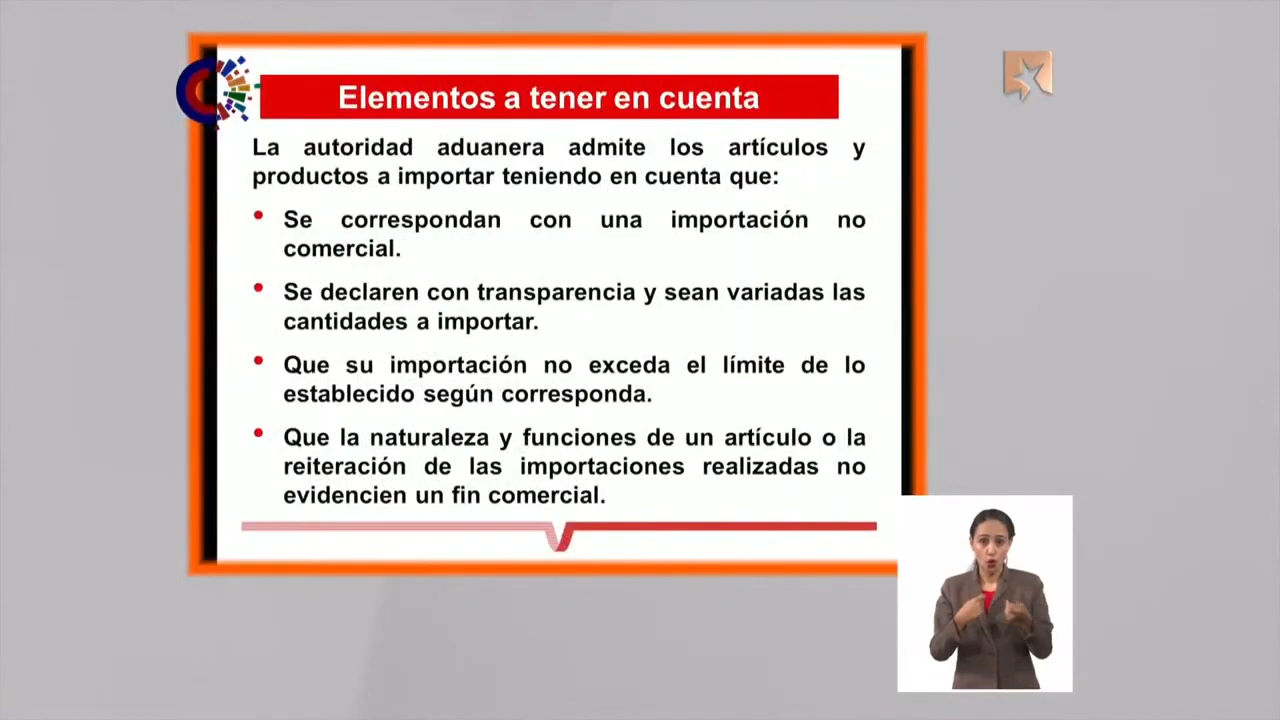 Elementos a tener en cuenta
La autoridad aduanera admite los artículos y
productos a importar teniendo en cuenta que:
• Se correspondan con una importación no
comercial.
• Se declaren con transparencia y sean variadas las
cantidades a importar.
• Que su importación no exceda el límite de lo
establecido según corresponda.
• Que la naturaleza y funciones de un artículo o la
reiteración de las importaciones realizadas no
evidencien un fin comercial.